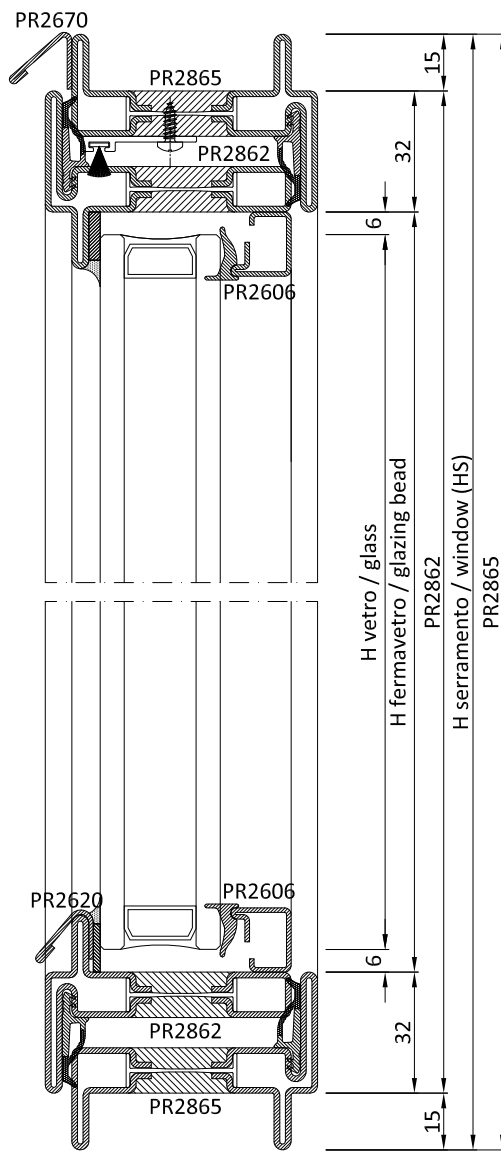 PR2670
PR2865
PR2862
PR2606
15
32
6
H vetro / glass
H fermavetro / glazing bead
PR2862
H serramento / window (HS)
PR2865
PR2620
PR2606
6
PR2862
32
PR2865
15